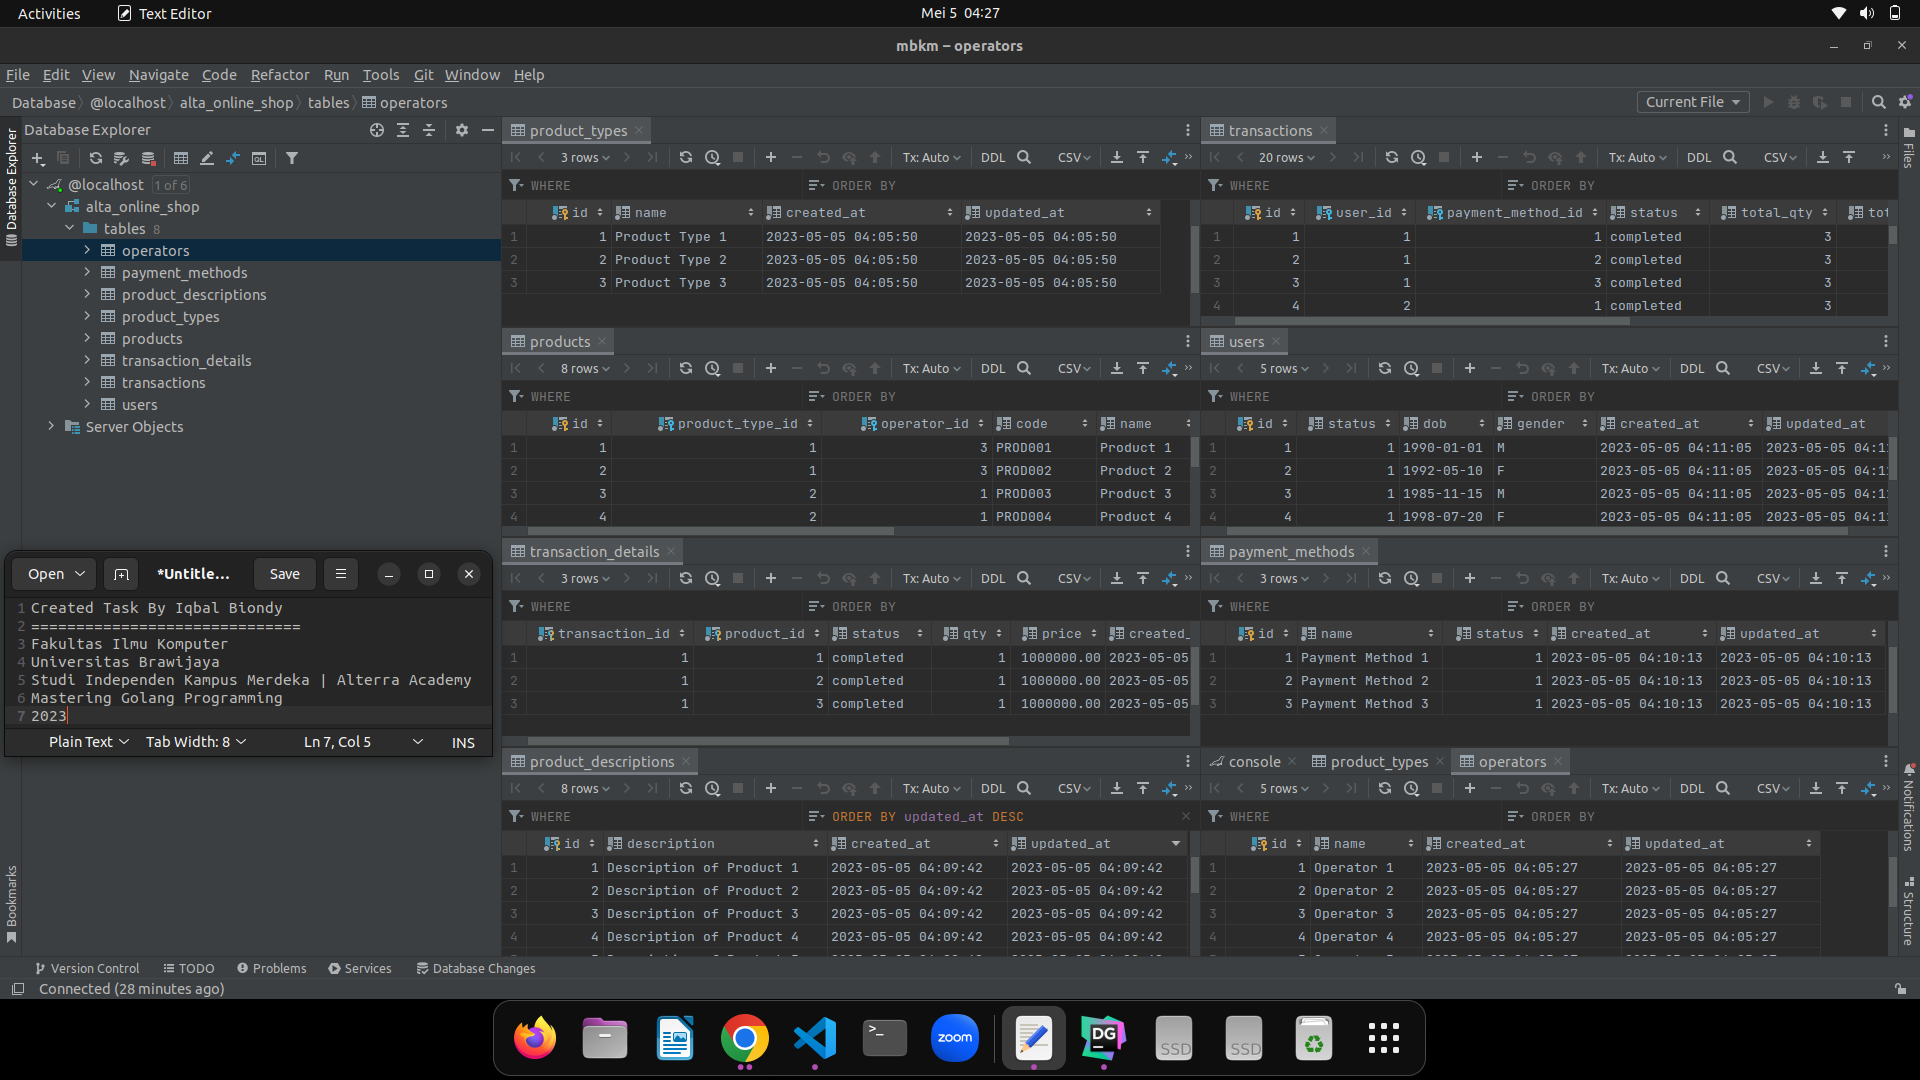 Activities Text Editor Mei 5 04:27
mbkm – operators
File Edit View Navigate Code Refactor Run Tools Git Window Help
Database @localhost alta_online_shop tables operators Current File
Database Explorer
Database Explorer
@localhost 1 of 6
alta_online_shop
tables 8
operators
payment_methods
product_descriptions
product_types
products
transaction_details
transactions
users
Server Objects
Bookmarks
Open *Untitle... Save
1 Created Task By Iqbal Biondy
2 ==============================
3 Fakultas Ilmu Komputer
4 Universitas Brawijaya
5 Studi Independen Kampus Merdeka | Alterra Academy
6 Mastering Golang Programming
7 2023
Plain Text Tab Width: 8 Ln 7, Col 5 INS
product_types
3 rows Tx: Auto DDL CSV
WHERE ORDER BY
id name created_at updated_at
1 1 Product Type 1 2023-05-05 04:05:50 2023-05-05 04:05:50
2 2 Product Type 2 2023-05-05 04:05:50 2023-05-05 04:05:50
3 3 Product Type 3 2023-05-05 04:05:50 2023-05-05 04:05:50
transactions
20 rows Tx: Auto DDL CSV
WHERE ORDER BY
id user_id payment_method_id status total_qty tot
1 1 1 1 completed 3
2 2 1 2 completed 3
3 3 1 3 completed 3
4 4 2 1 completed 3
products
8 rows Tx: Auto DDL CSV
WHERE ORDER BY
id product_type_id operator_id code name
1 1 1 3 PROD001 Product 1
2 2 1 3 PROD002 Product 2
3 3 2 1 PROD003 Product 3
4 4 2 1 PROD004 Product 4
users
5 rows Tx: Auto DDL CSV
WHERE ORDER BY
id status dob gender created_at updated_at
1 1 1 1990-01-01 M 2023-05-05 04:11:05 2023-05-05 04:11:
2 2 1 1992-05-10 F 2023-05-05 04:11:05 2023-05-05 04:11:
3 3 1 1985-11-15 M 2023-05-05 04:11:05 2023-05-05 04:11:
4 4 1 1998-07-20 F 2023-05-05 04:11:05 2023-05-05 04:11:
transaction_details
3 rows Tx: Auto DDL CSV
WHERE ORDER BY
transaction_id product_id status qty price created_
1 1 1 completed 1 1000000.00 2023-05-05
2 1 2 completed 1 1000000.00 2023-05-05
3 1 3 completed 1 1000000.00 2023-05-05
payment_methods
3 rows Tx: Auto DDL CSV
WHERE ORDER BY
id name status created_at updated_at
1 1 Payment Method 1 1 2023-05-05 04:10:13 2023-05-05 04:10:13
2 2 Payment Method 2 1 2023-05-05 04:10:13 2023-05-05 04:10:13
3 3 Payment Method 3 1 2023-05-05 04:10:13 2023-05-05 04:10:13
product_descriptions
8 rows Tx: Auto DDL CSV
WHERE ORDER BY updated_at DESC
id description created_at updated_at
1 1 Description of Product 1 2023-05-05 04:09:42 2023-05-05 04:09:42
2 2 Description of Product 2 2023-05-05 04:09:42 2023-05-05 04:09:42
3 3 Description of Product 3 2023-05-05 04:09:42 2023-05-05 04:09:42
4 4 Description of Product 4 2023-05-05 04:09:42 2023-05-05 04:09:42
console product_types operators
5 rows Tx: Auto DDL CSV
WHERE ORDER BY
id name created_at updated_at
1 1 Operator 1 2023-05-05 04:05:27 2023-05-05 04:05:27
2 2 Operator 2 2023-05-05 04:05:27 2023-05-05 04:05:27
3 3 Operator 3 2023-05-05 04:05:27 2023-05-05 04:05:27
4 4 Operator 4 2023-05-05 04:05:27 2023-05-05 04:05:27
Files
Notifications
Structure
Version Control TODO Problems Services Database Changes
Connected (28 minutes ago)
zoom DG SSD SSD